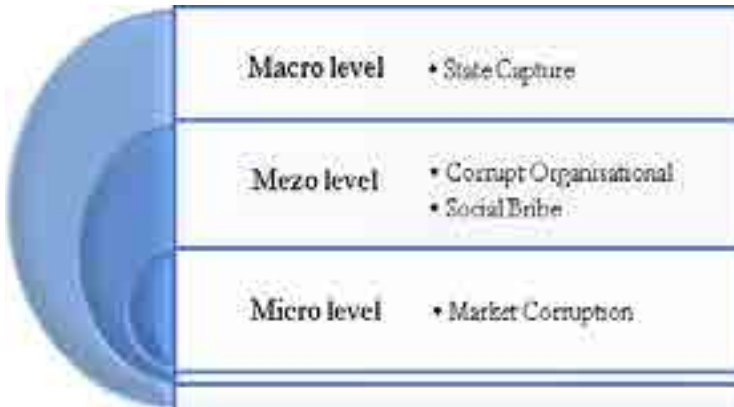 Macro level
• State Capture
Mezo level
• Corrupt Organisational
• Social Bribe
Micro level
• Market Corruption